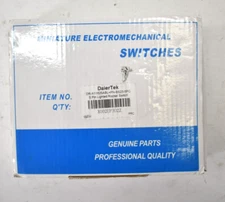 MINIATURE ELECTROMECHANICAL
SWITCHES
DaierTek
ITEM NO.
Q'TY:
GENUINE PARTS
PROFESSIONAL QUALITY